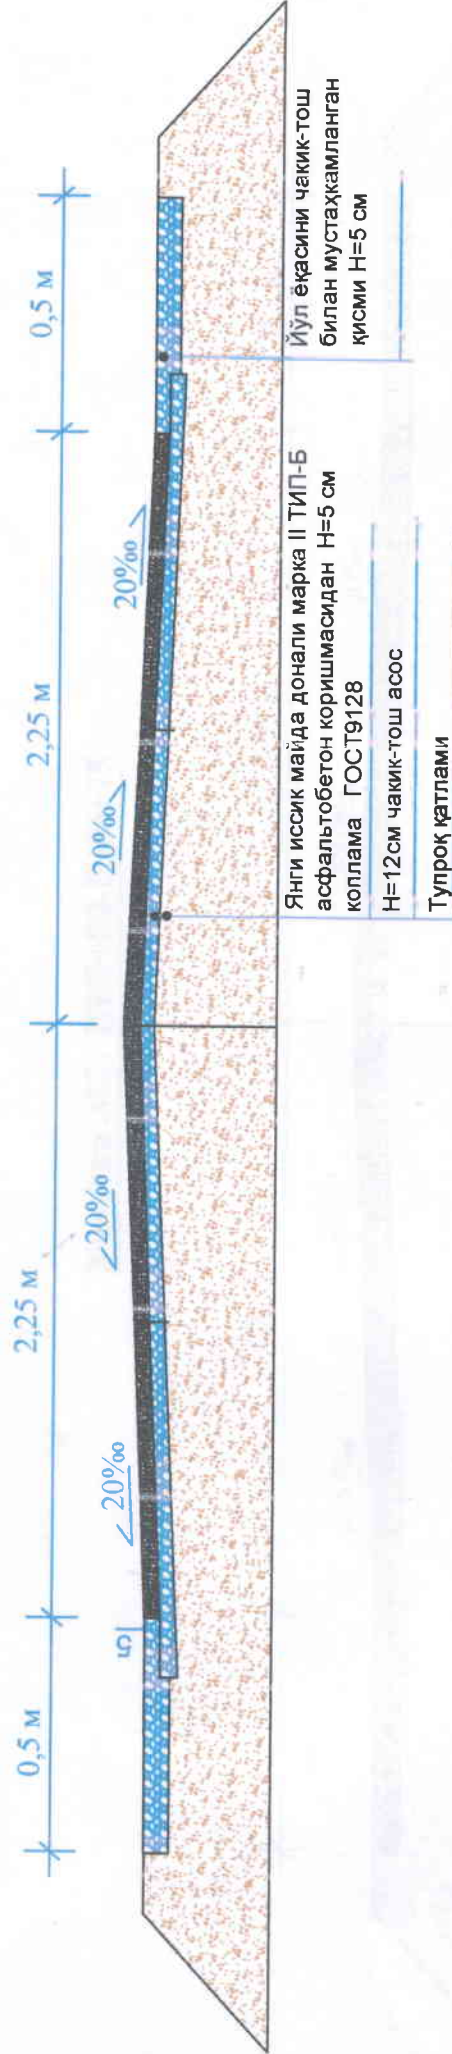 0,5 м
2,25 м
2,25 м
0,5 м
20‰
20‰
20‰
20‰
5
Янги иссик майда донали марка II ТИП-Б
асфальтобетон коришмасидан H=5 см
коплама ГОСТ9128
H=12см чакик-тош асос
Тупроқ қатлами
Йўл ёқасини чакик-тош
билан мустаҳкамланган
қисми H=5 см